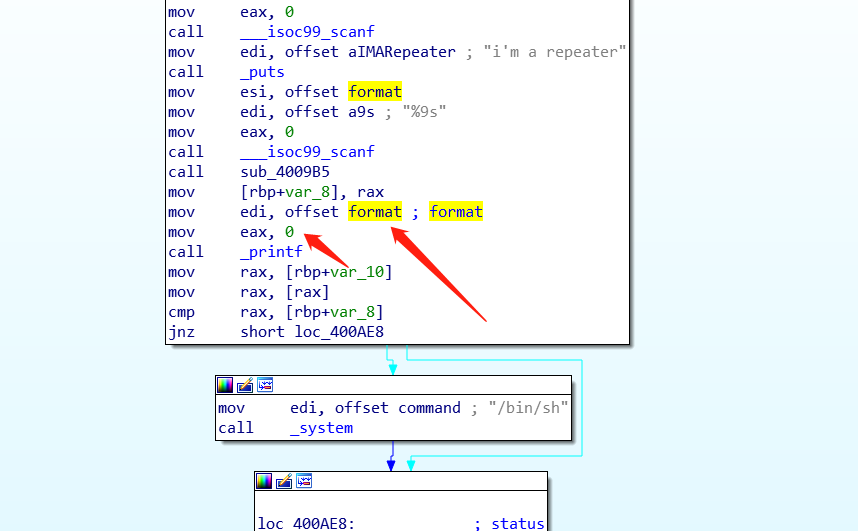 mov eax, 0
call ___isoc99_scanf
mov edi, offset aIMARepeater ; "i'm a repeater"
call _puts
mov esi, offset format
mov edi, offset a9s ; "%9s"
mov eax, 0
call ___isoc99_scanf
call sub_4009B5
mov [rbp+var_8], rax
mov edi, offset format ; format
mov eax, 0
call _printf
mov rax, [rbp+var_10]
mov rax, [rax]
cmp rax, [rbp+var_8]
jnz short loc_400AE8
mov edi, offset command ; "/bin/sh"
call _system
loc_400AE8: ; status